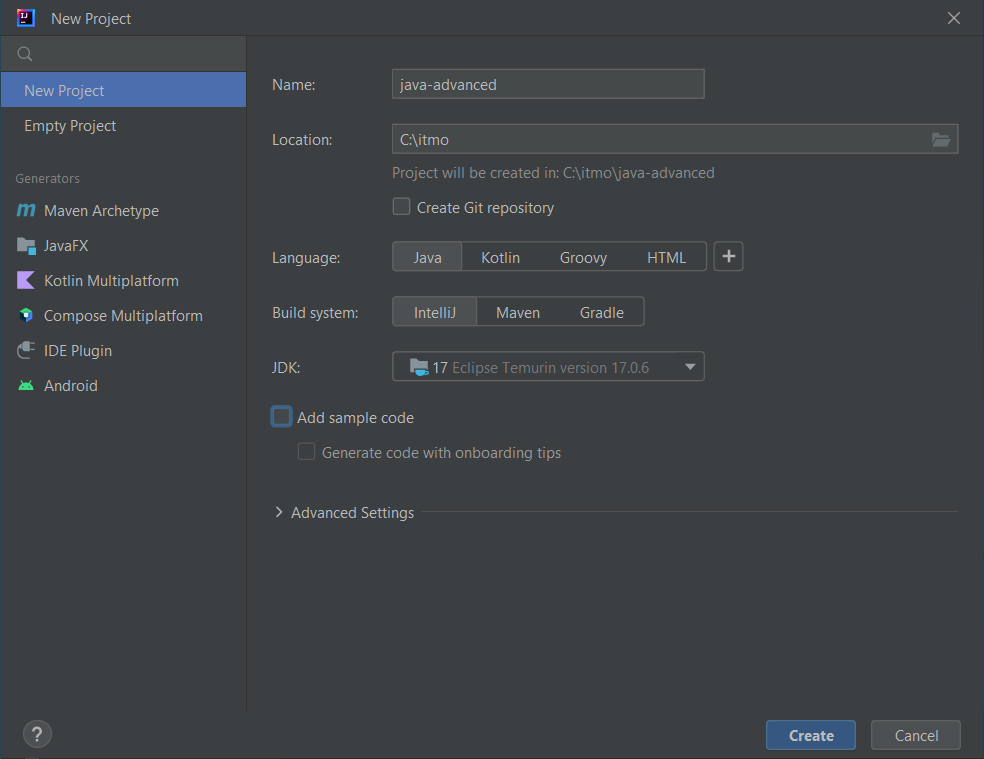 New Project
New Project
Empty Project
Generators
Maven Archetype
JavaFX
Kotlin Multiplatform
Compose Multiplatform
IDE Plugin
Android
Name: java-advanced
Location: C:\itmo
Project will be created in: C:\itmo\java-advanced
Create Git repository
Language: Java Kotlin Groovy HTML +
Build system: IntelliJ Maven Gradle
JDK: 17 Eclipse Temurin version 17.0.6
Add sample code
Generate code with onboarding tips
Advanced Settings
? Create Cancel